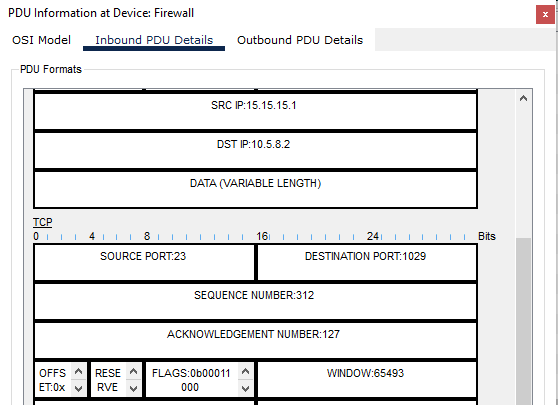 PDU Information at Device: Firewall
x
OSI Model Inbound PDU Details Outbound PDU Details
PDU Formats
SRC IP:15.15.15.1
DST IP:10.5.8.2
DATA (VARIABLE LENGTH)
TCP
0 4 8 16 24 Bits
SOURCE PORT:23 DESTINATION PORT:1029
SEQUENCE NUMBER:312
ACKNOWLEDGEMENT NUMBER:127
OFFS RESE FLAGS:0b00011 WINDOW:65493
ET:0x RVE 000